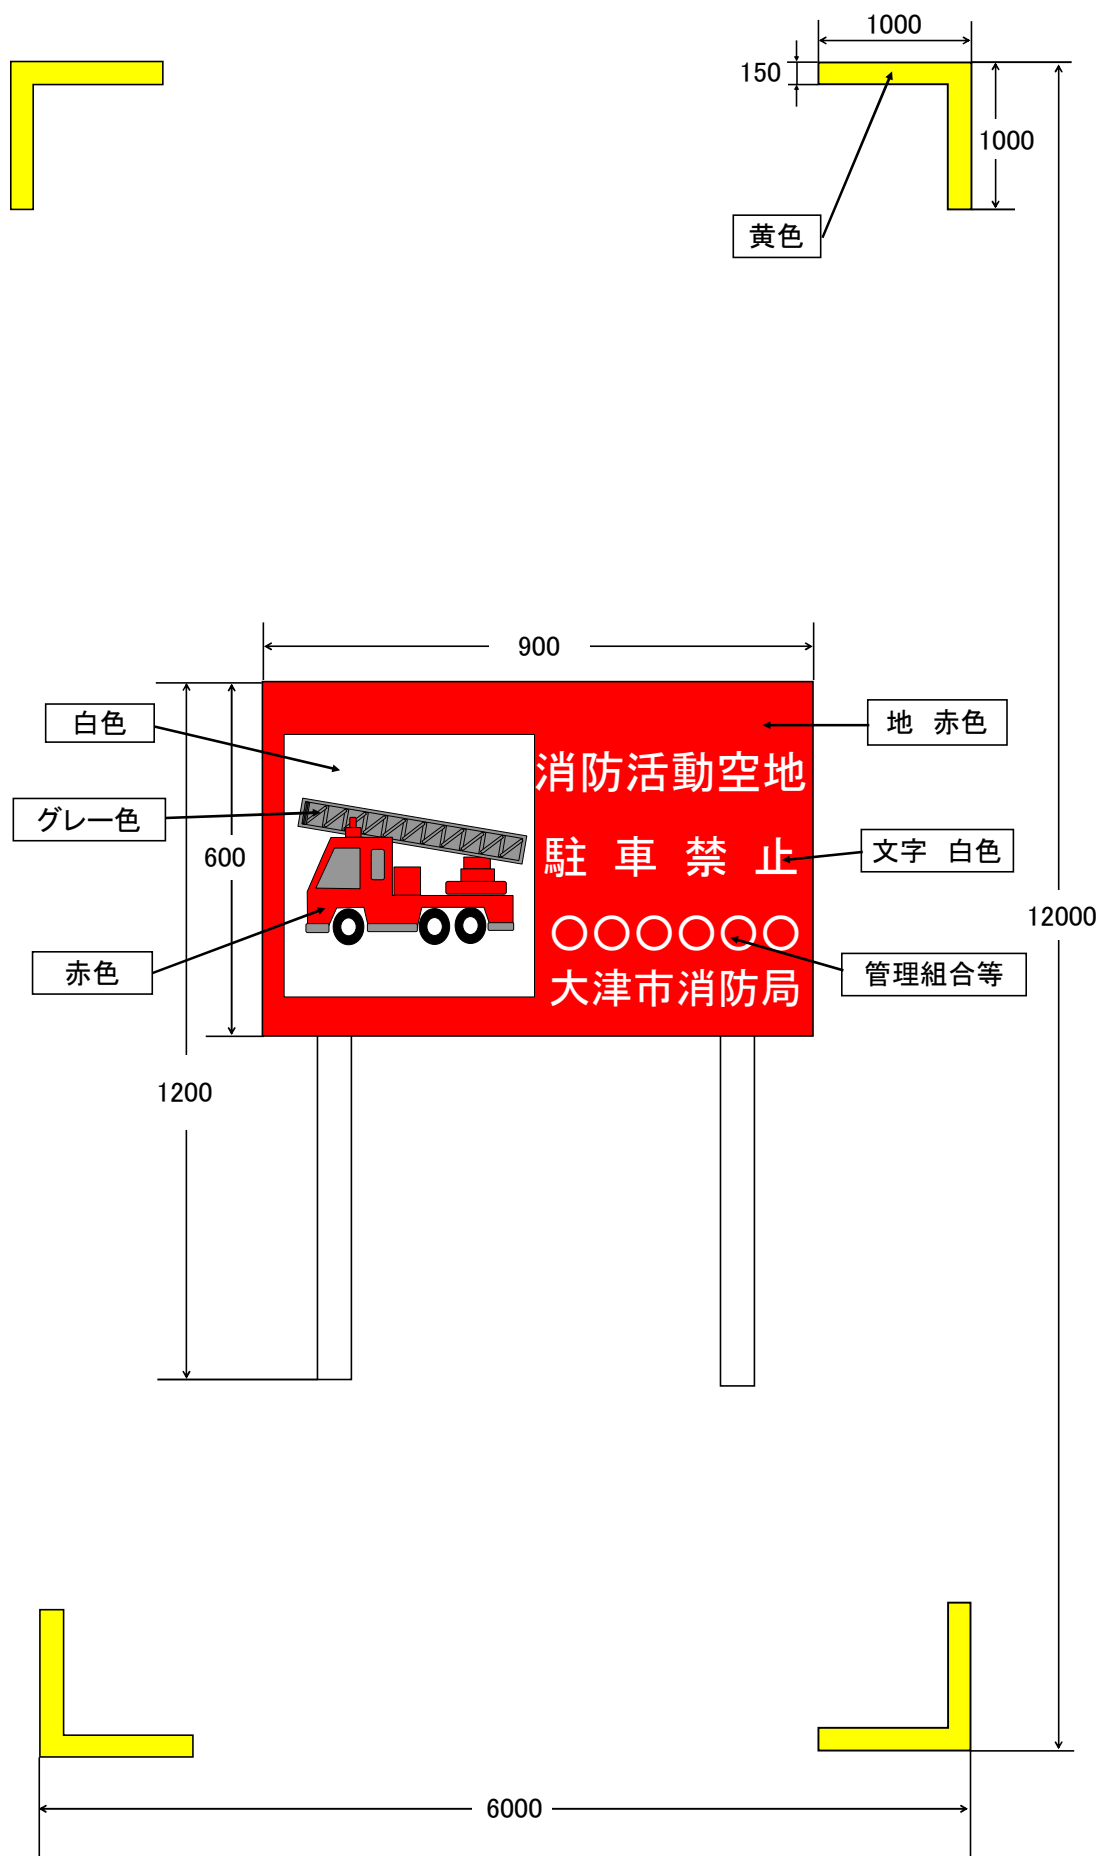 1000
150
1000
黄色
900
白色
地　赤色
消防活動空地
グレー色
600
駐車禁止
文字　白色
12000
○○○○○○
赤色
管理組合等
大津市消防局
1200
6000